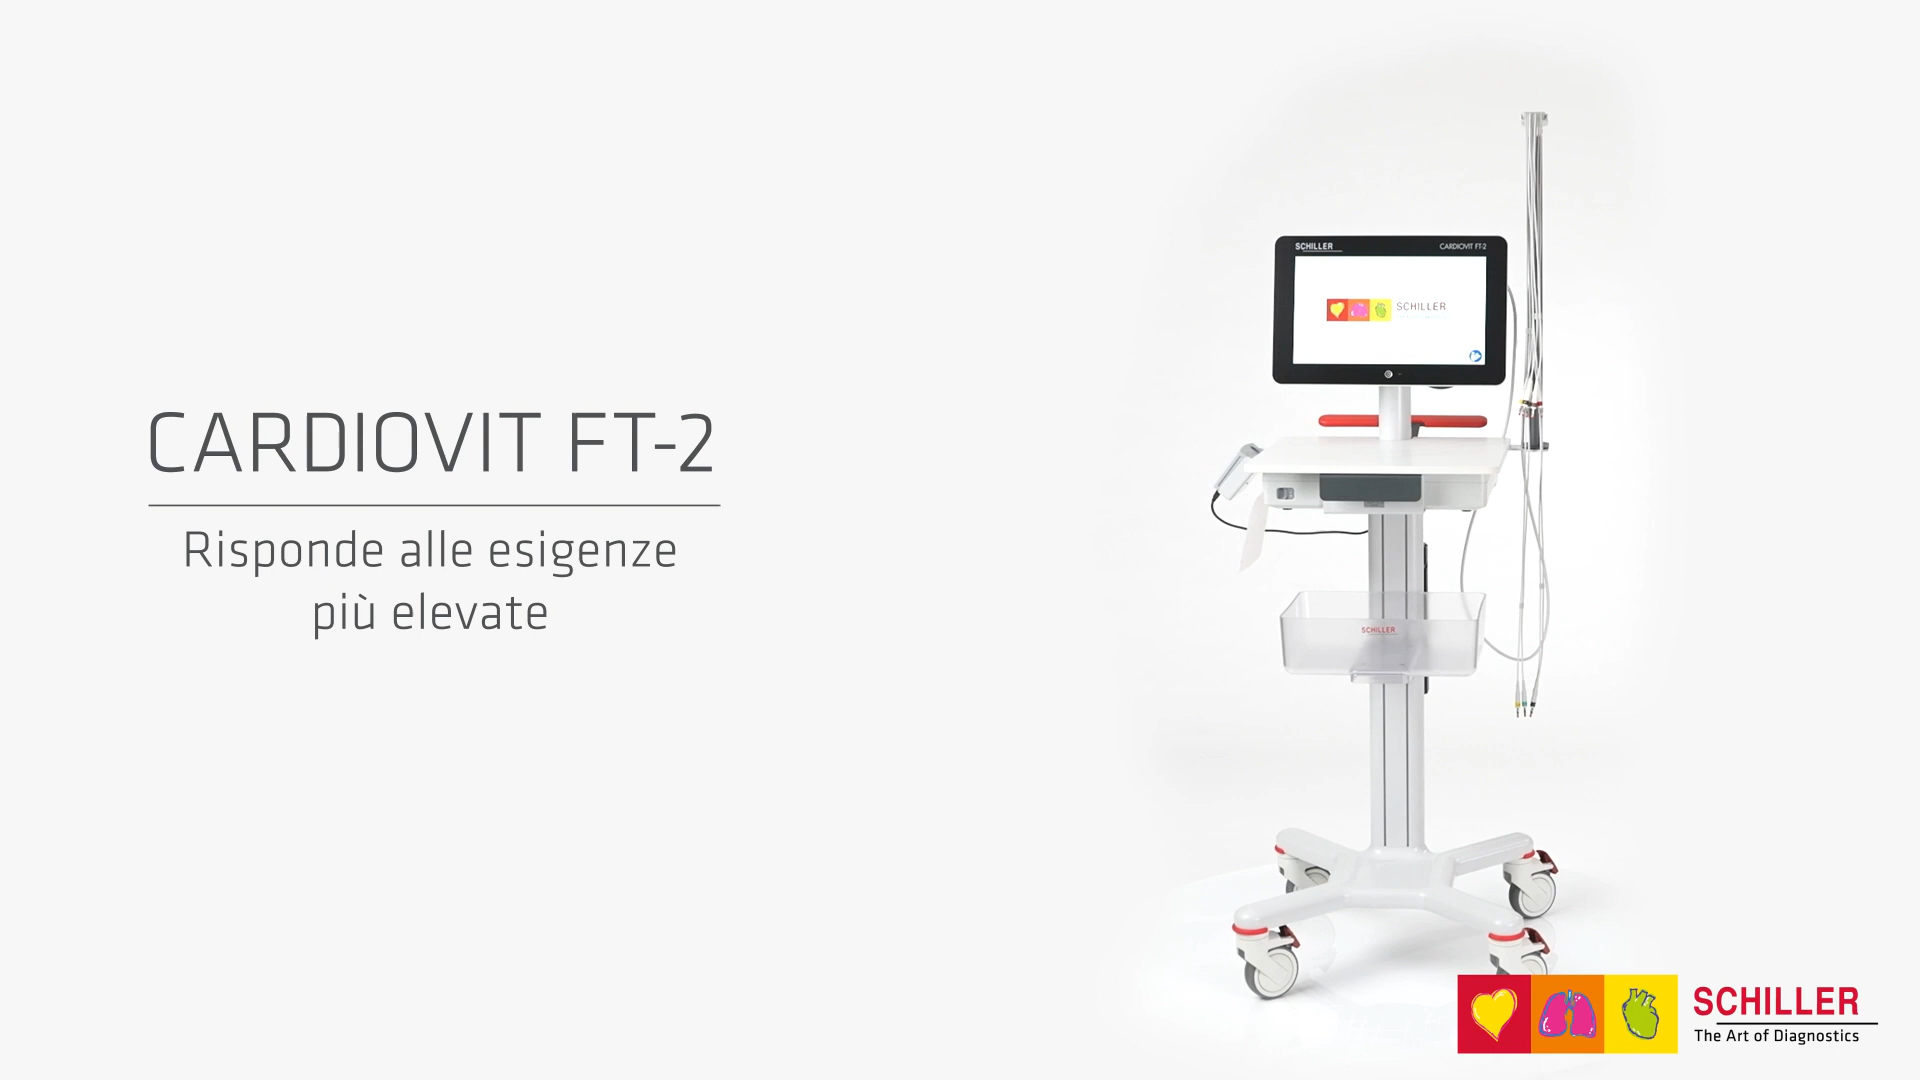 CARDIOVIT FT-2
Risponde alle esigenze
più elevate
SCHILLER
CARDIOVIT FT-2
SCHILLER
SCHILLER
SCHILLER
The Art of Diagnostics